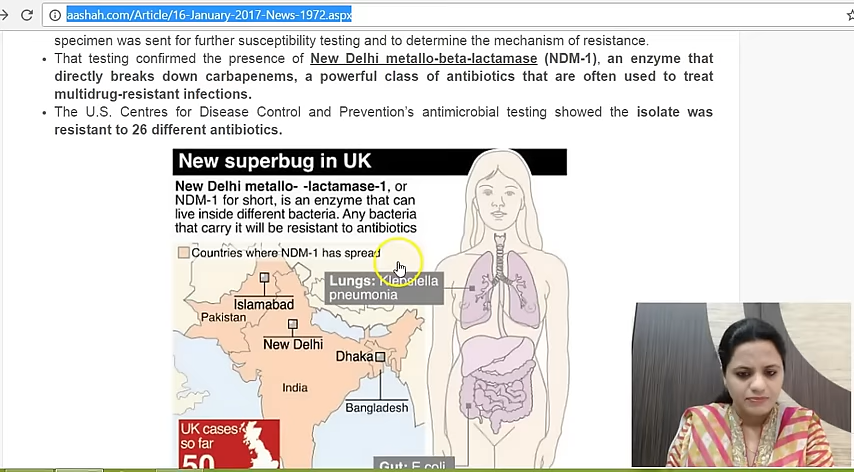 aashah.com/Article/16-January-2017-News-1972.aspx
specimen was sent for further susceptibility testing and to determine the mechanism of resistance.
• That testing confirmed the presence of New Delhi metallo-beta-lactamase (NDM-1), an enzyme that
directly breaks down carbapenems, a powerful class of antibiotics that are often used to treat
multidrug-resistant infections.
• The U.S. Centres for Disease Control and Prevention's antimicrobial testing showed the isolate was
resistant to 26 different antibiotics.
New superbug in UK
New Delhi metallo- -lactamase-1, or
NDM-1 for short, is an enzyme that can
live inside different bacteria. Any bacteria
that carry it will be resistant to antibiotics
Countries where NDM-1 has spread
Lungs: Klebsiella
pneumonia
Islamabad
Pakistan
New Delhi
Dhaka
India
Bangladesh
UK cases
so far
50
Gut: E coli